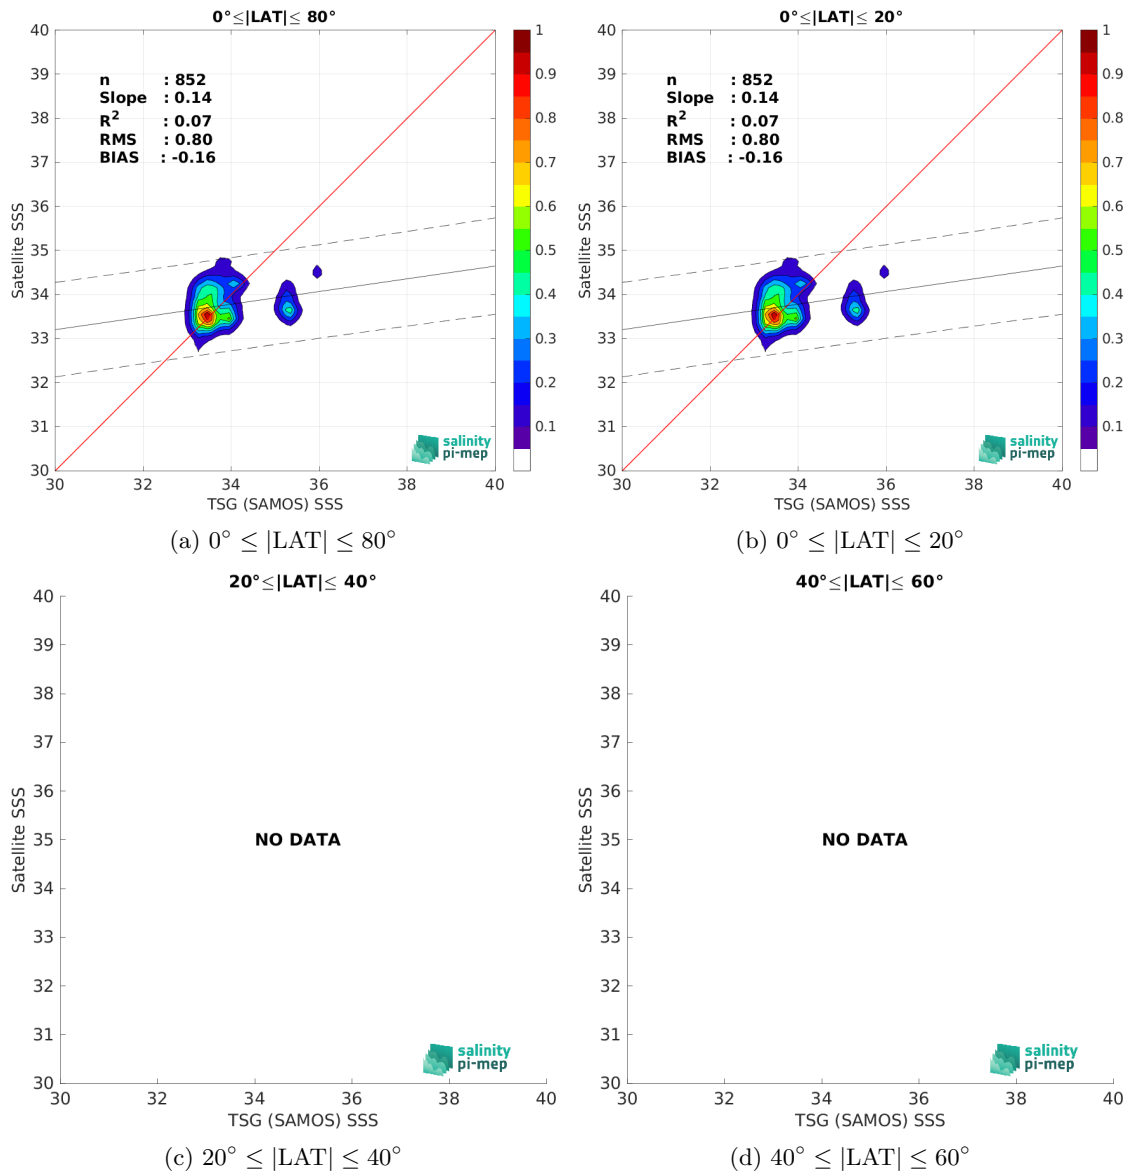 0°≤|LAT|≤ 80°
40
39
38
37
36
35
34
33
32
31
30
Satellite SSS
n : 852
Slope : 0.14
R² : 0.07
RMS : 0.80
BIAS : -0.16
1
0.9
0.8
0.7
0.6
0.5
0.4
0.3
0.2
0.1
salinity
pi-mep
30 32 34 36 38 40
TSG (SAMOS) SSS
(a) 0° ≤ |LAT| ≤ 80°
0°≤|LAT|≤ 20°
40
39
38
37
36
35
34
33
32
31
30
Satellite SSS
n : 852
Slope : 0.14
R² : 0.07
RMS : 0.80
BIAS : -0.16
1
0.9
0.8
0.7
0.6
0.5
0.4
0.3
0.2
0.1
salinity
pi-mep
30 32 34 36 38 40
TSG (SAMOS) SSS
(b) 0° ≤ |LAT| ≤ 20°
20°≤|LAT|≤ 40°
40
39
38
37
36
35
34
33
32
31
30
Satellite SSS
NO DATA
salinity
pi-mep
30 32 34 36 38 40
TSG (SAMOS) SSS
(c) 20° ≤ |LAT| ≤ 40°
40°≤|LAT|≤ 60°
40
39
38
37
36
35
34
33
32
31
30
Satellite SSS
NO DATA
salinity
pi-mep
30 32 34 36 38 40
TSG (SAMOS) SSS
(d) 40° ≤ |LAT| ≤ 60°